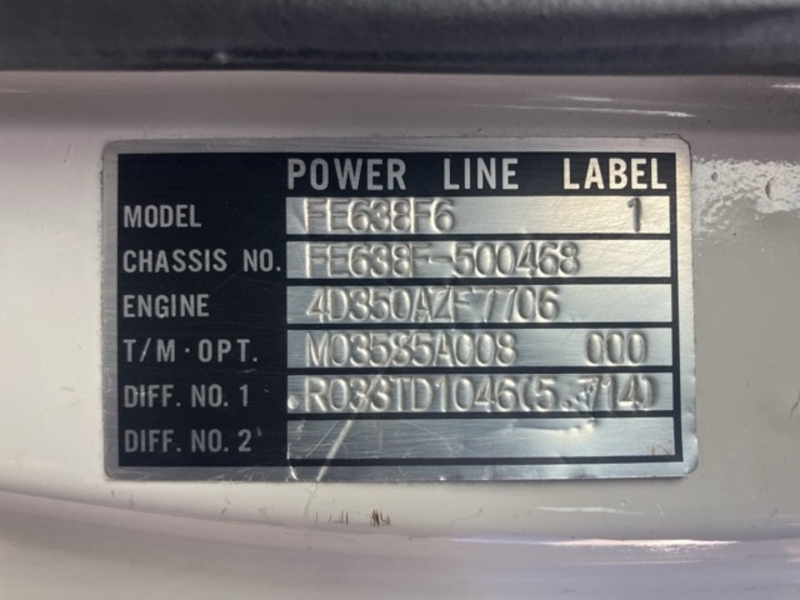 POWER LINE LABEL
MODEL FE638F6 1
CHASSIS NO. FE638F-500468
ENGINE 4D350AZF7706
T/M·OPT. M03585A008 000
DIFF. NO. 1 R033TD1046(5.714)
DIFF. NO. 2